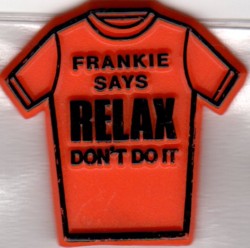 FRANKIE
SAYS
RELAX
DON'T DO IT